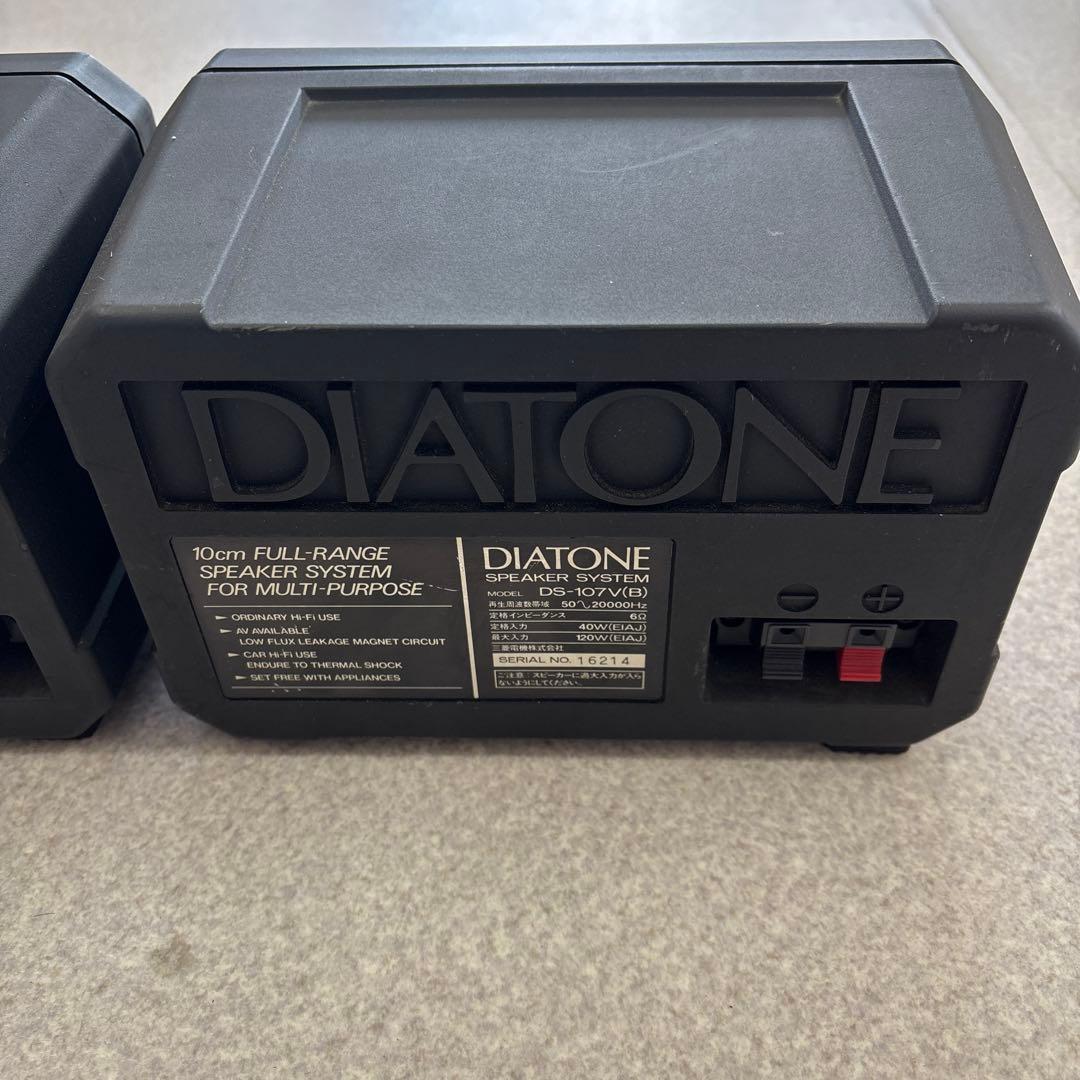 DIATONE
10cm FULL-RANGE
SPEAKER SYSTEM
FOR MULTI-PURPOSE
► ORDINARY Hi-Fi USE
► AV AVAILABLE
LOW FLUX LEAKAGE MAGNET CIRCUIT
► CAR Hi-Fi USE
ENDURE TO THERMAL SHOCK
► SET FREE WITH APPLIANCES
DIATONE
SPEAKER SYSTEM
MODEL DS-107V(B)
再生周波数帯域 50∿20000Hz
定格インピーダンス 6Ω
定格入力 40W(EIAJ)
最大入力 120W(EIAJ)
三菱電機株式会社
SERIAL NO. 16214
ご注意:スピーカーに過大入力が入ら
ないようにしてください。
⊖ ⊕